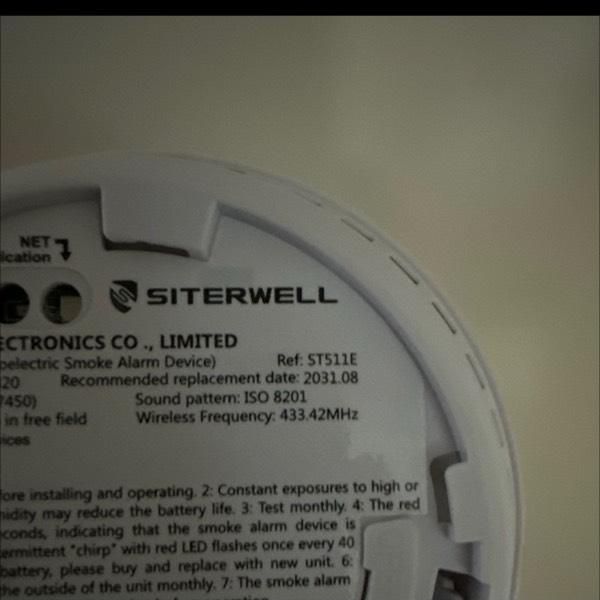 NET
ication
SITERWELL
ECTRONICS CO ., LIMITED
oelectric Smoke Alarm Device) Ref: ST511E
20 Recommended replacement date: 2031.08
7450) Sound pattern: ISO 8201
in free field Wireless Frequency: 433.42MHz
ices
fore installing and operating. 2: Constant exposures to high or
nidity may reduce the battery life. 3: Test monthly. 4: The red
conds, indicating that the smoke alarm device is
ermittent "chirp" with red LED flashes once every 40
battery, please buy and replace with new unit. 6:
the outside of the unit monthly. 7: The smoke alarm